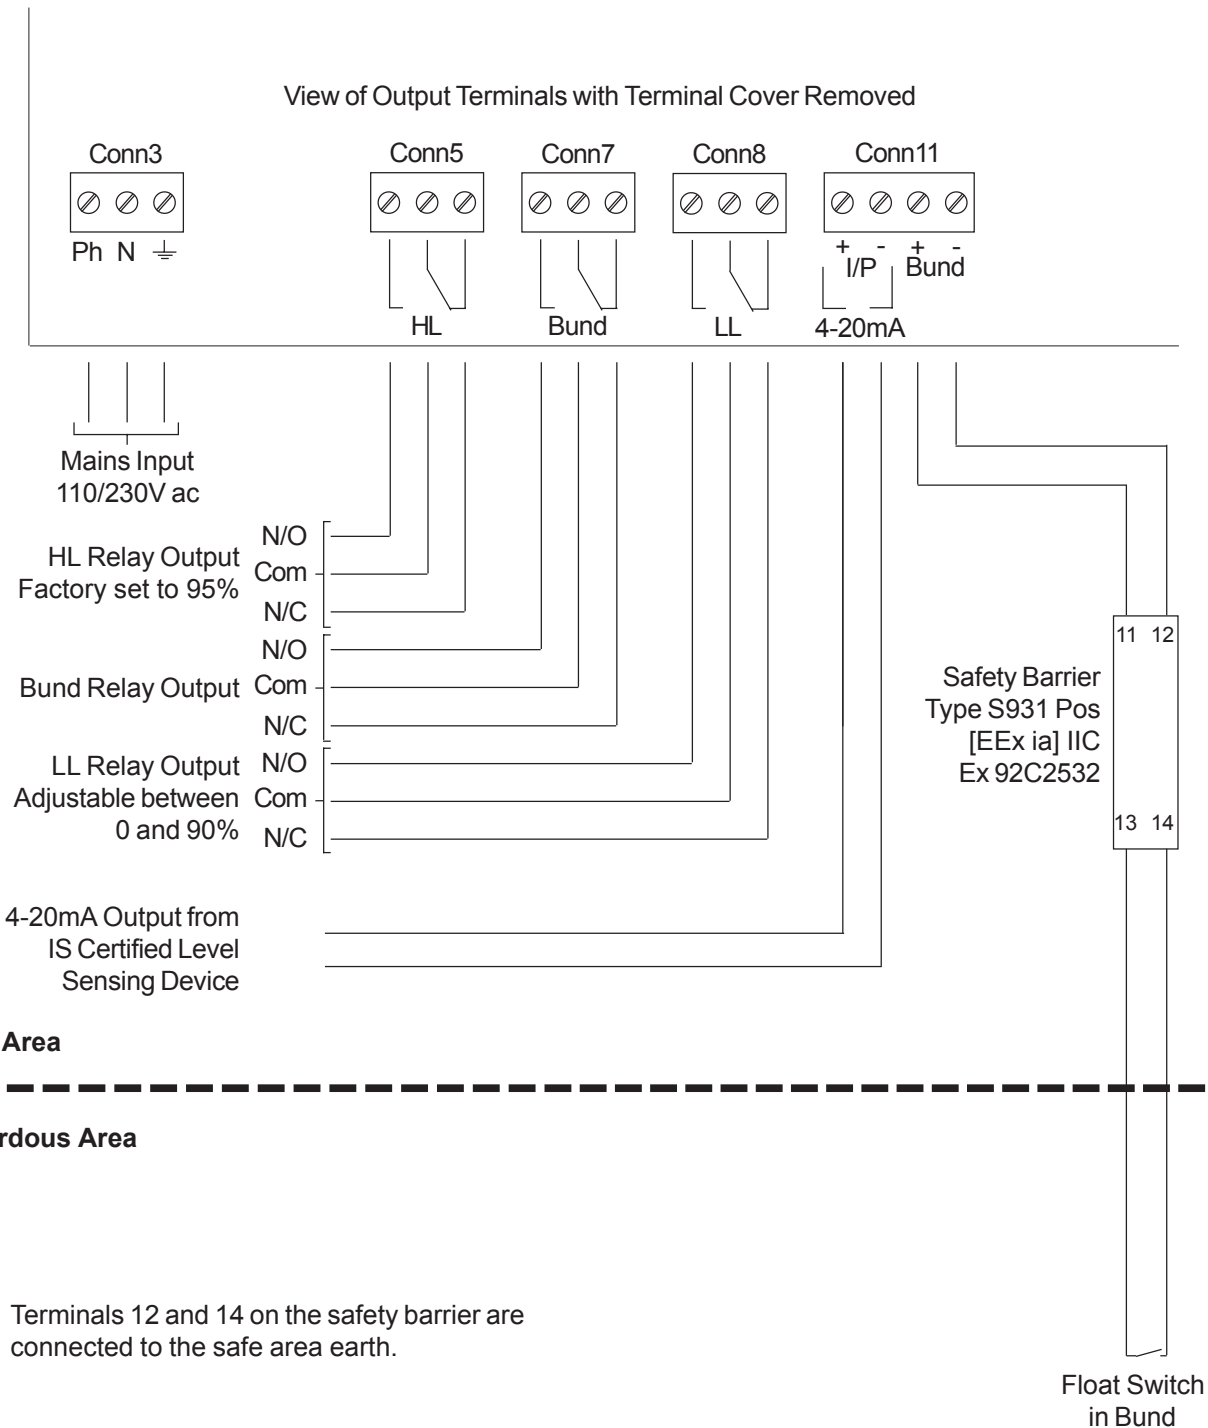 View of Output Terminals with Terminal Cover Removed
Conn3
Conn5
Conn7
Conn8
Conn11
Ph N
+ - + -
I/P Bund
HL
Bund
LL
4-20mA
Mains Input
110/230V ac
HL Relay Output
Factory set to 95%
N/O
Com
N/C
Bund Relay Output
N/O
Com
N/C
LL Relay Output
Adjustable between
0 and 90%
N/O
Com
N/C
11 12
Safety Barrier
Type S931 Pos
[EEx ia] IIC
Ex 92C2532
13 14
4-20mA Output from
IS Certified Level
Sensing Device
Area
rdous Area
Terminals 12 and 14 on the safety barrier are
connected to the safe area earth.
Float Switch
in Bund